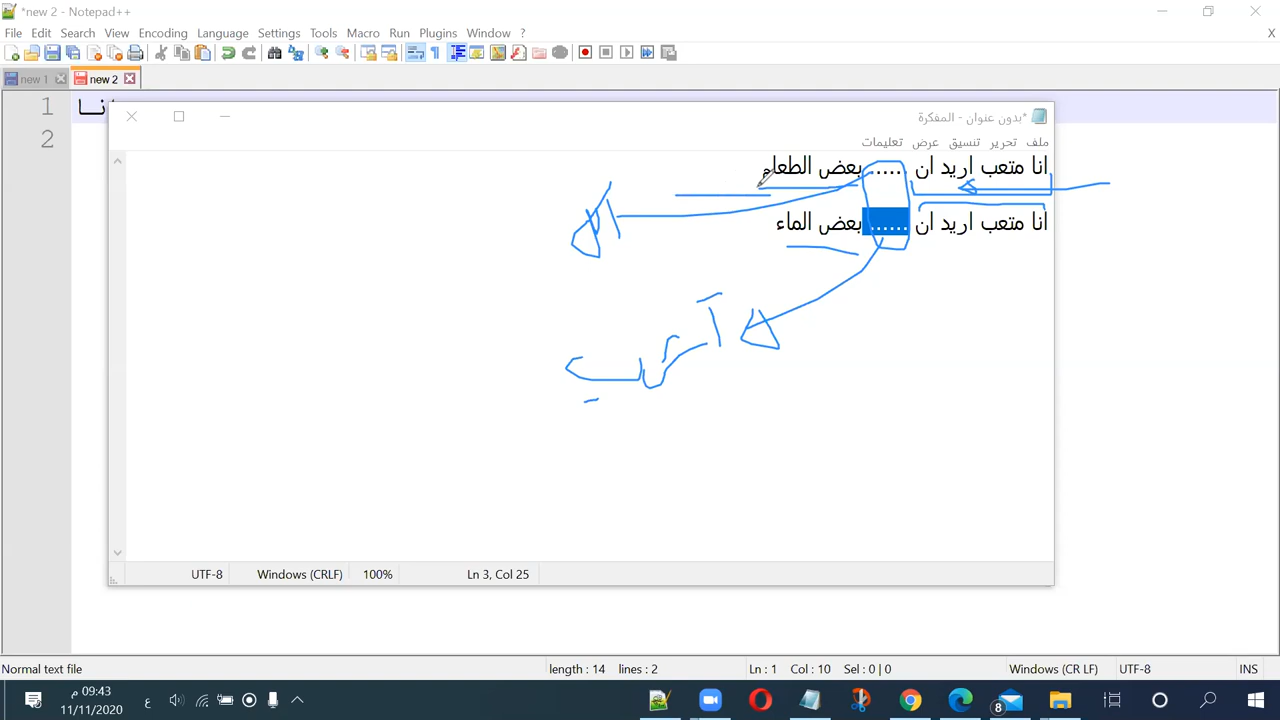 *new 2 - Notepad++
File Edit Search View Encoding Language Settings Tools Macro Run Plugins Window ?
X
new 1 new 2
1 انا
2
*بدون عنوان - المفكرة
ملف تحرير تنسيق عرض تعليمات
انا متعب اريد ان ...... بعض الطعام
انا متعب اريد ان ...... بعض الماء
UTF-8 Windows (CRLF) 100% Ln 3, Col 25
Normal text file length : 14 lines : 2 Ln : 1 Col : 10 Sel : 0 | 0 Windows (CR LF) UTF-8 INS
09:43 م
11/11/2020
ع
8